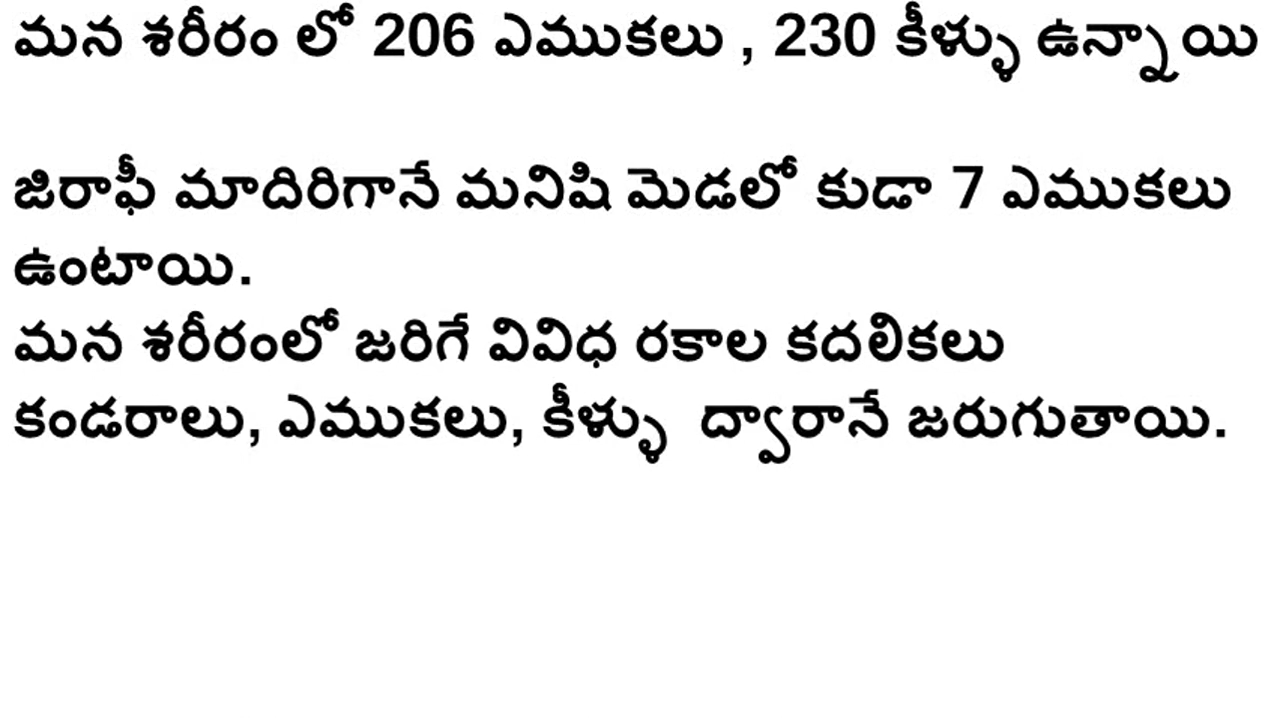 మన శరీరం లో 206 ఎముకలు , 230 కీళ్ళు ఉన్నాయి
జిరాఫీ మాదిరిగానే మనిషి మెడలో కుడా 7 ఎముకలు
ఉంటాయి.
మన శరీరంలో జరిగే వివిధ రకాల కదలికలు
కండరాలు, ఎముకలు, కీళ్ళు ద్వారానే జరుగుతాయి.